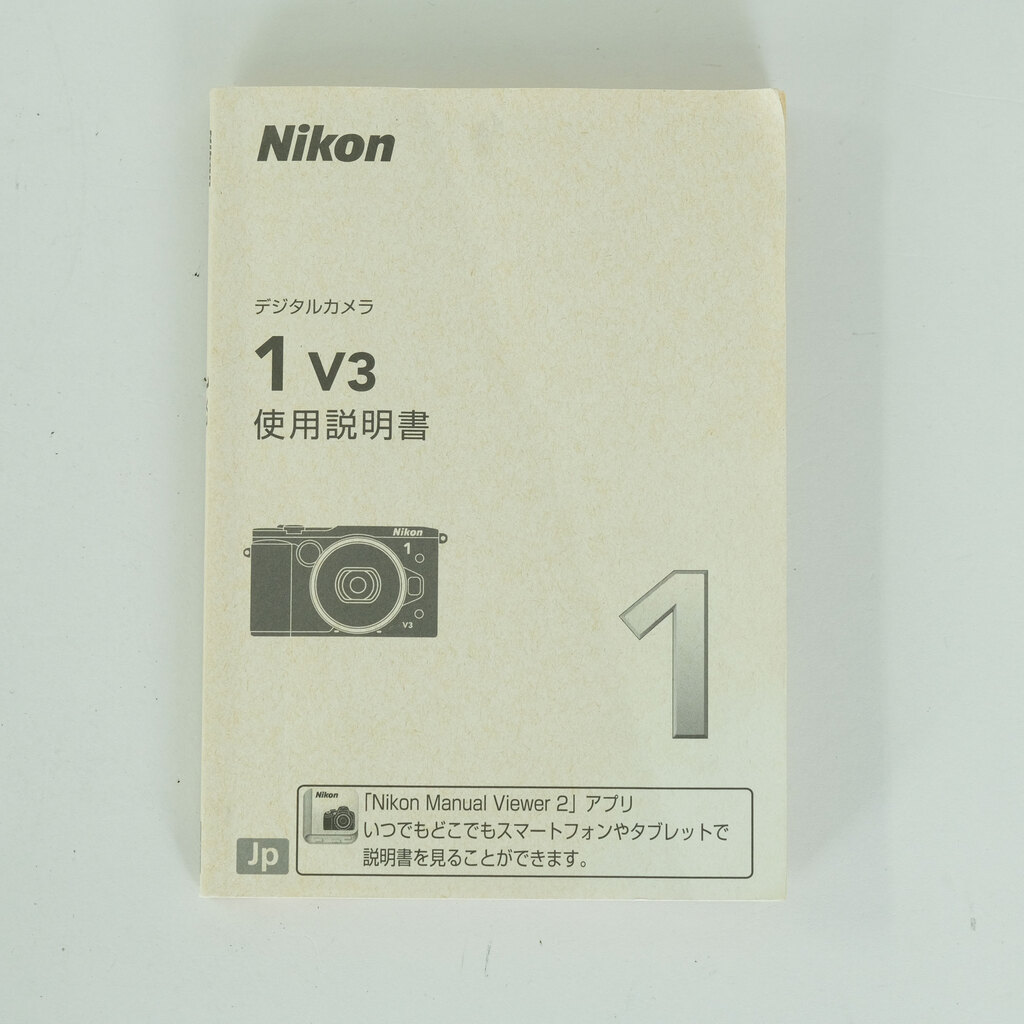 Nikon
デジタルカメラ
1 V3
使用説明書
Nikon
1
V3
1
Nikon
「Nikon Manual Viewer 2」アプリ
いつでもどこでもスマートフォンやタブレットで
説明書を見ることができます。
Jp